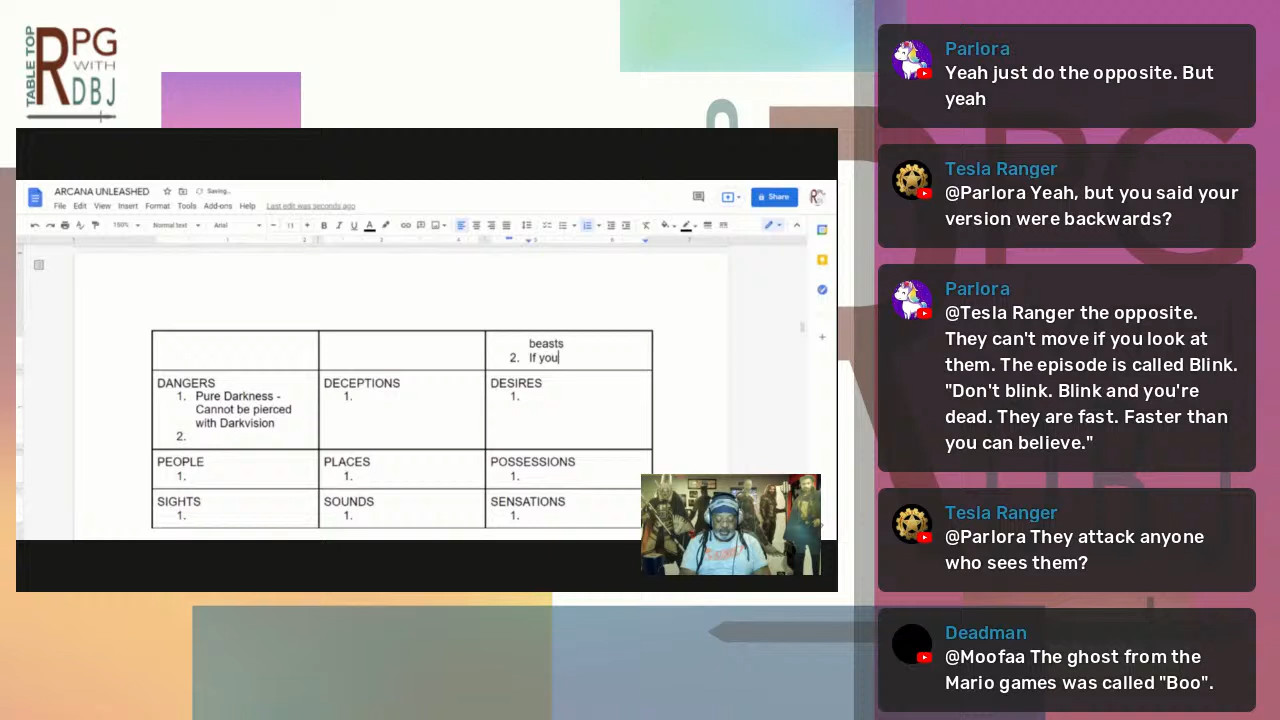 TABLE TOP
RPG
WITH
DBJ
ARCANA UNLEASHED
Saving...
File Edit View Insert Format Tools Add-ons Help Last edit was seconds ago
Share
100% Normal text Arial 11
beasts
2. If you
DANGERS
1. Pure Darkness -
Cannot be pierced
with Darkvision
2.
DECEPTIONS
1.
DESIRES
1.
PEOPLE
1.
PLACES
1.
POSSESSIONS
1.
SIGHTS
1.
SOUNDS
1.
SENSATIONS
1.
Parlora
Yeah just do the opposite. But
yeah
Tesla Ranger
@Parlora Yeah, but you said your
version were backwards?
Parlora
@Tesla Ranger the opposite.
They can't move if you look at
them. The episode is called Blink.
"Don't blink. Blink and you're
dead. They are fast. Faster than
you can believe."
Tesla Ranger
@Parlora They attack anyone
who sees them?
Deadman
@Moofaa The ghost from the
Mario games was called "Boo".